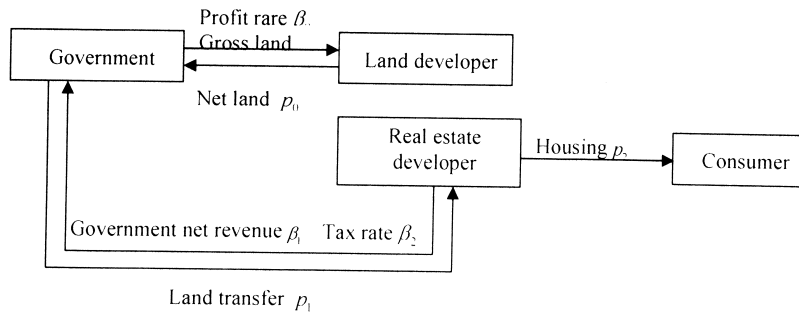 Profit rare β
Gross land
Government
Land developer
Net land p₀
Real estate
developer
Housing p₂
Consumer
Government net revenue β₁ Tax rate β₂
Land transfer p₁